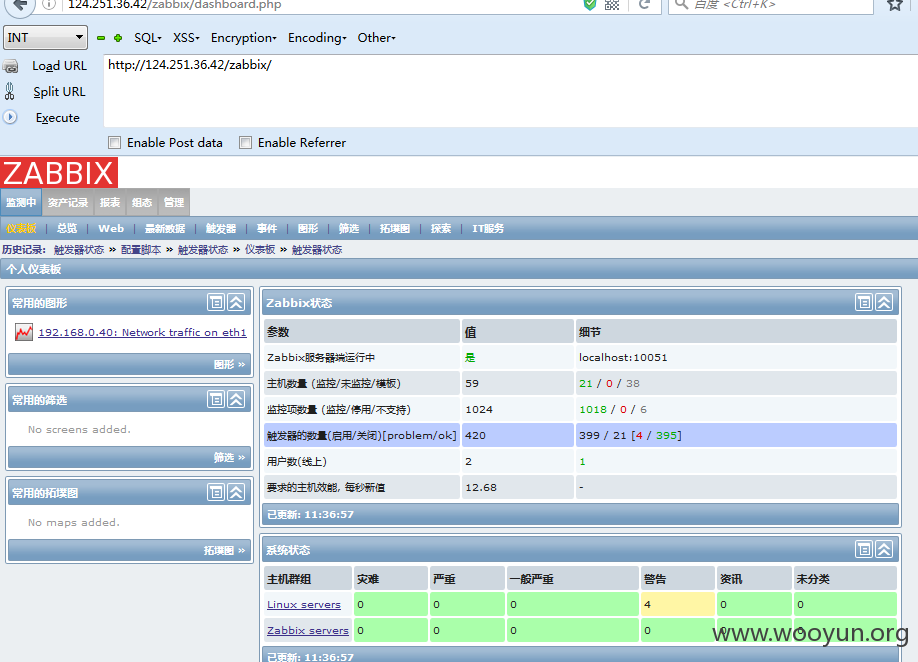 124.251.36.42/zabbix/dashboard.php
百度 <Ctrl+K>
INT SQL- XSS- Encryption- Encoding- Other-
Load URL http://124.251.36.42/zabbix/
Split URL
Execute
Enable Post data Enable Referrer
ZABBIX
监测中 资产记录 报表 组态 管理
仪表板 | 总览 | Web | 最新数据 | 触发器 | 事件 | 图形 | 筛选 | 拓墣图 | 探索 | IT服务
历史记录: 触发器状态 » 配置脚本 » 触发器状态 » 仪表板 » 触发器状态
个人仪表板
常用的图形
192.168.0.40: Network traffic on eth1
图形 »
常用的筛选
No screens added.
筛选 »
常用的拓墣图
No maps added.
拓墣图 »
Zabbix状态
参数 值 细节
Zabbix服务器端运行中 是 localhost:10051
主机数量 (监控/未监控/模板) 59 21 / 0 / 38
监控项数量 (监控/停用/不支持) 1024 1018 / 0 / 6
触发器的数量(启用/关闭)[problem/ok] 420 399 / 21 [4 / 395]
用户数(线上) 2 1
要求的主机效能, 每秒新值 12.68 -
已更新: 11:36:57
系统状态
主机群组 灾难 严重 一般严重 警告 资讯 未分类
Linux servers 0 0 0 4 0 0
Zabbix servers 0 0 0 0 0 0
已更新: 11:36:57
www.wooyun.org